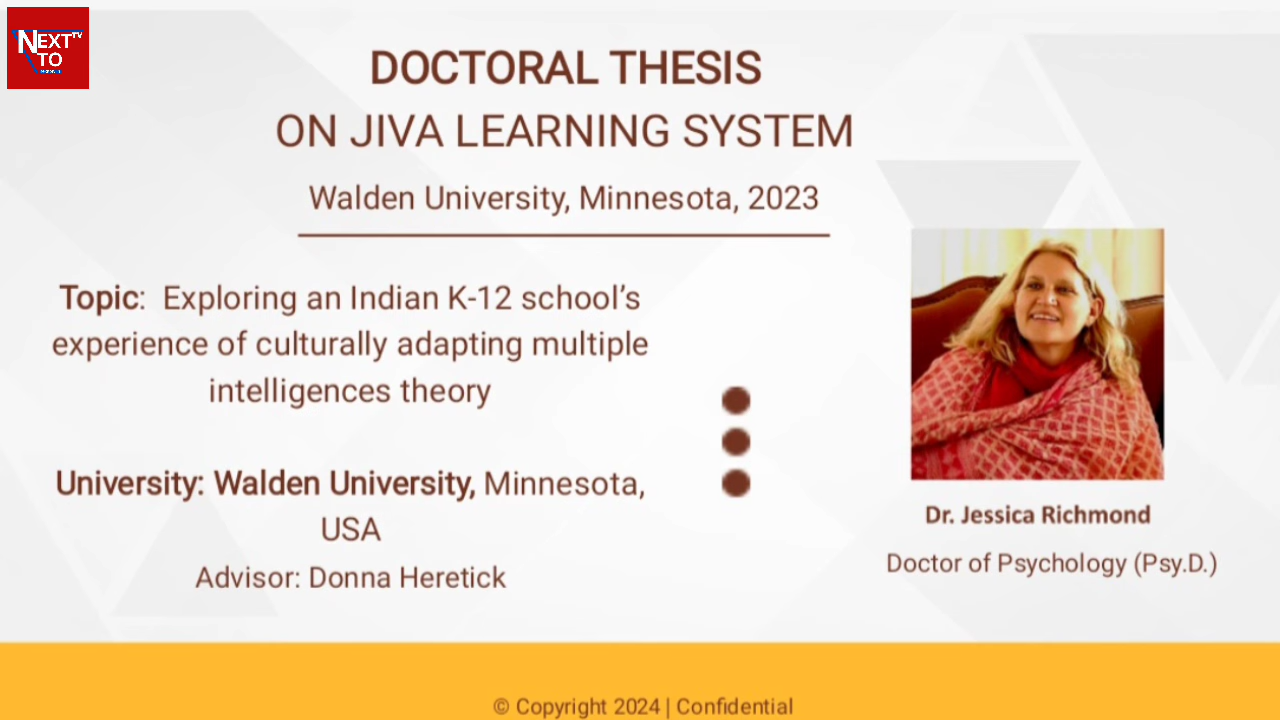 NEXT TV
TO
DOCTORAL THESIS
ON JIVA LEARNING SYSTEM
Walden University, Minnesota, 2023
Topic: Exploring an Indian K-12 school's
experience of culturally adapting multiple
intelligences theory
University: Walden University, Minnesota,
USA
Advisor: Donna Heretick
Dr. Jessica Richmond
Doctor of Psychology (Psy.D.)
© Copyright 2024 | Confidential